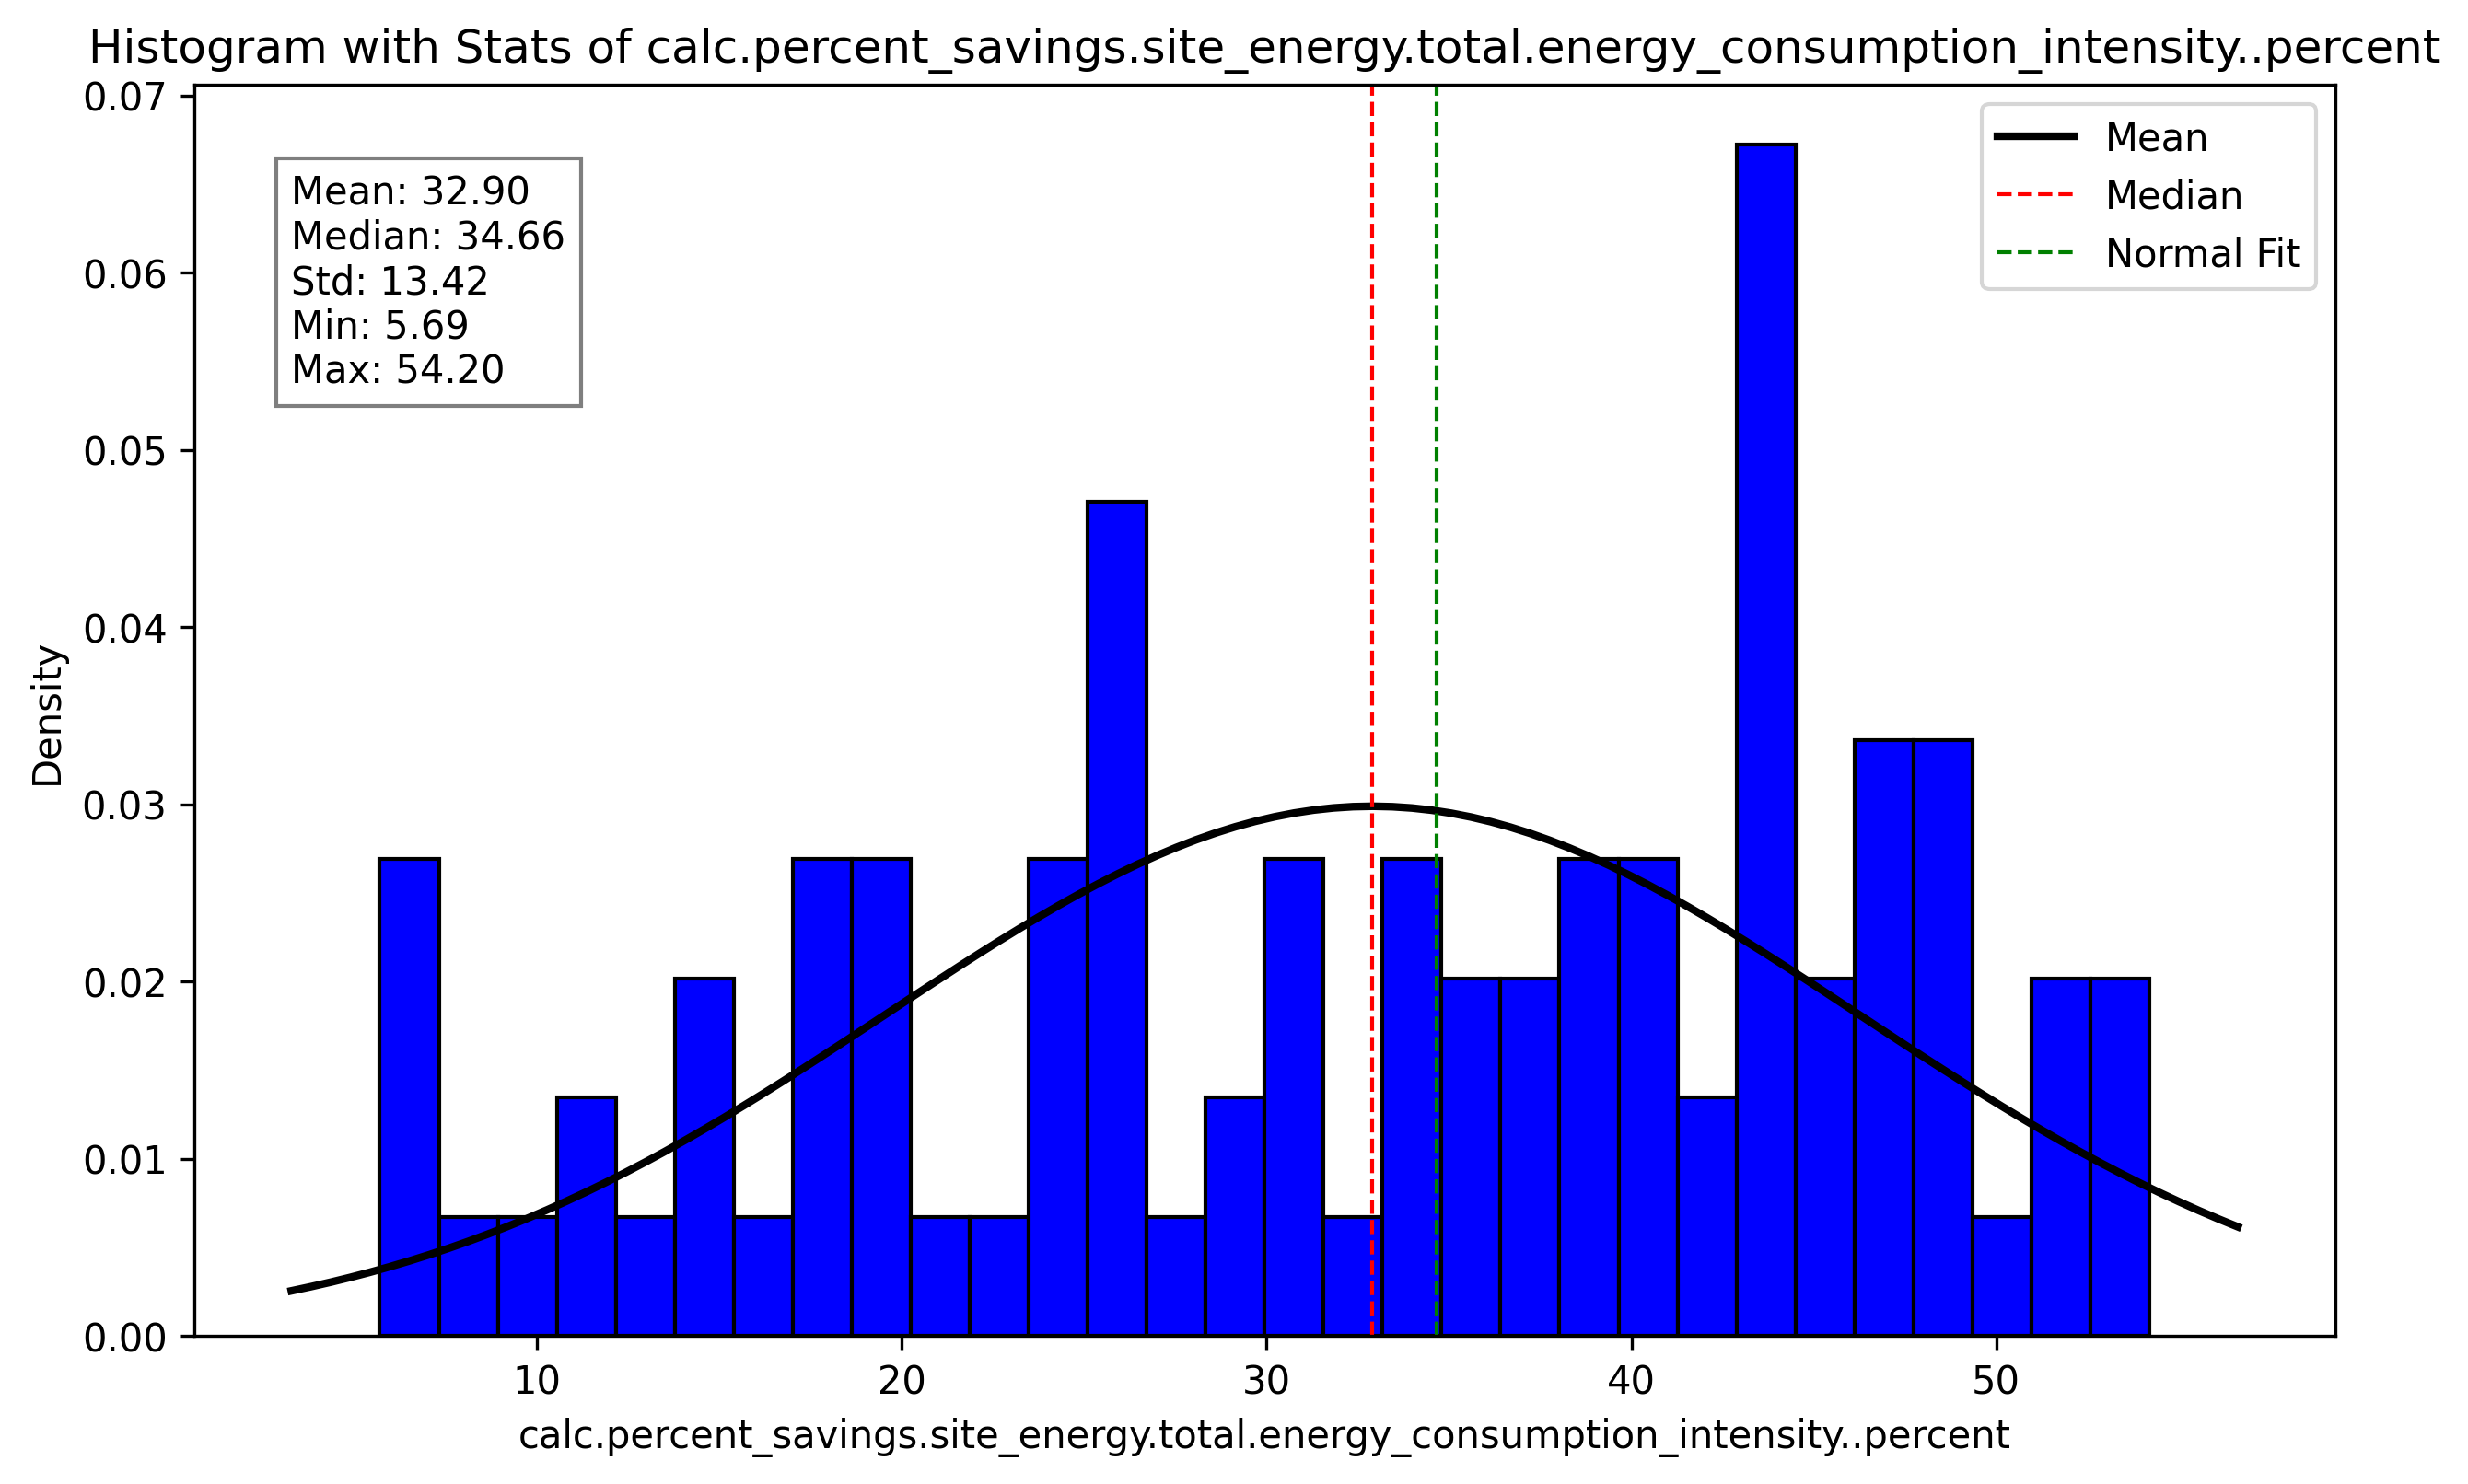 Histogram with Stats of calc.percent_savings.site_energy.total.energy_consumption_intensity..percent
0.07
0.06
0.05
0.04
0.03
0.02
0.01
0.00
Density
Mean: 32.90
Median: 34.66
Std: 13.42
Min: 5.69
Max: 54.20
Mean
Median
Normal Fit
10 20 30 40 50
calc.percent_savings.site_energy.total.energy_consumption_intensity..percent